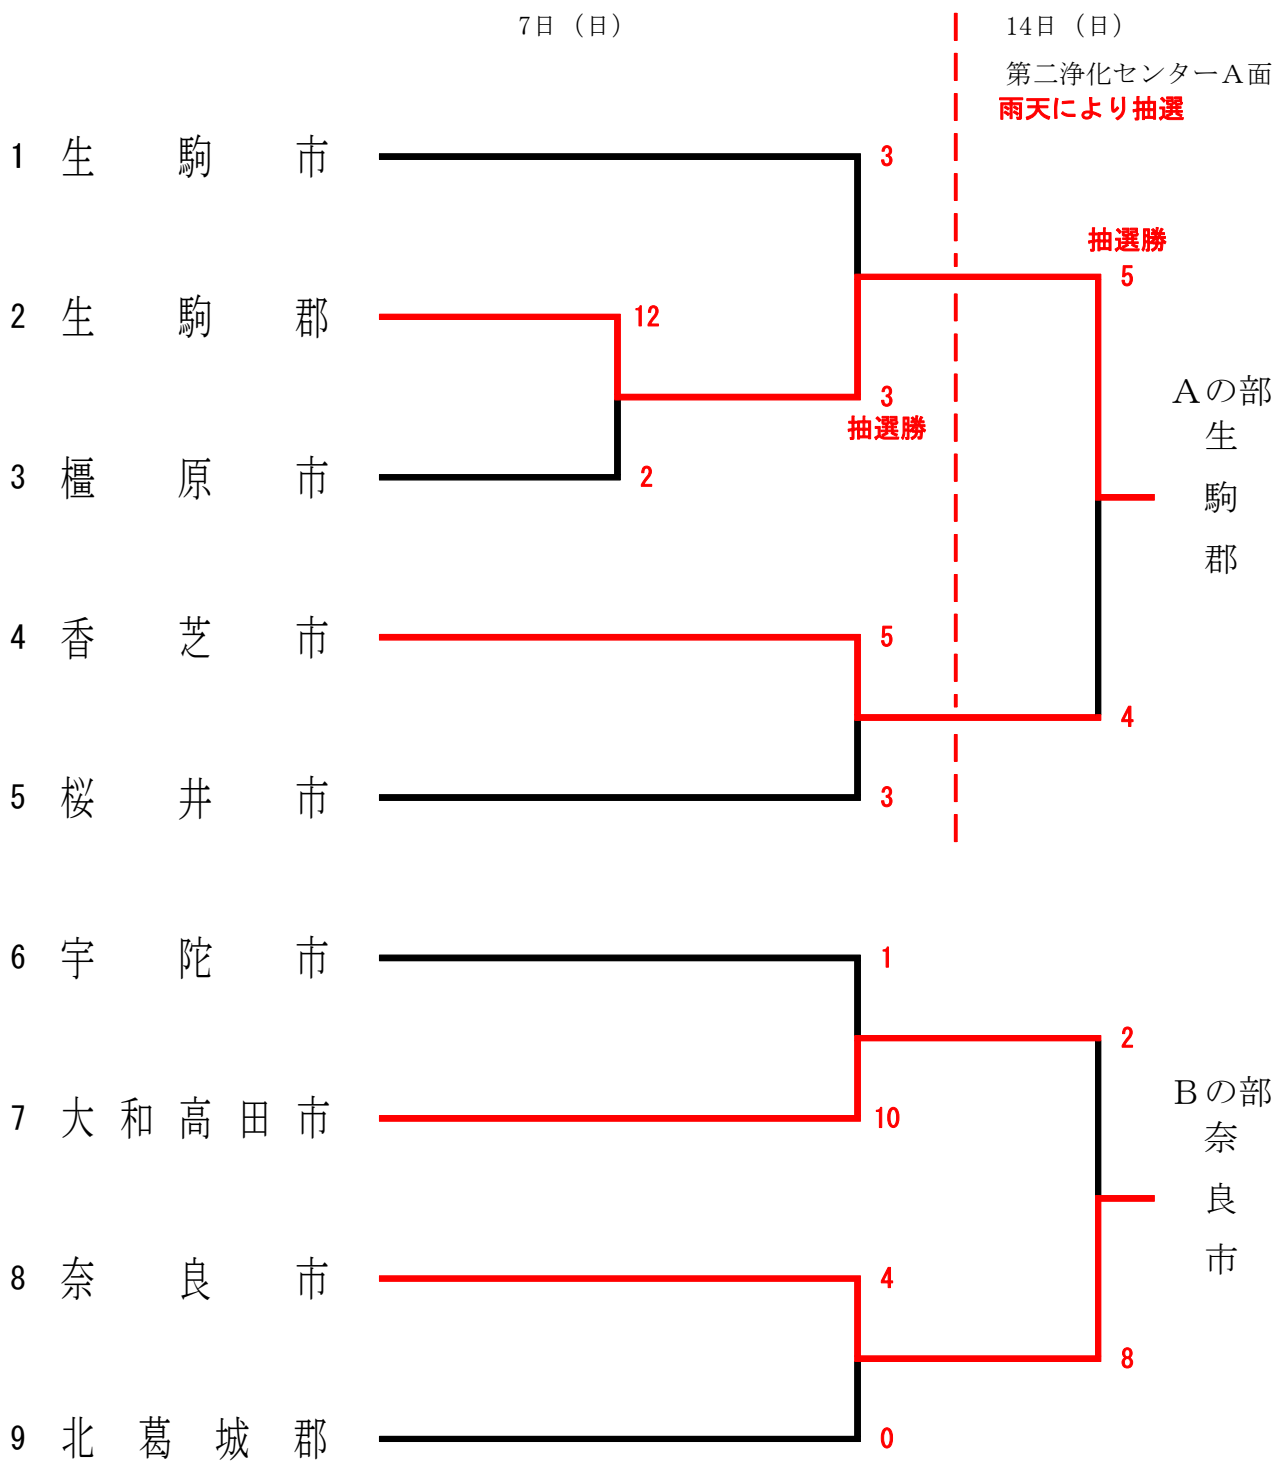 7日（日）
14日（日）
第二浄化センターＡ面
雨天により抽選
1 生駒市
3
抽選勝
5
2 生駒郡
12
Ａの部
生駒郡
3
抽選勝
3 橿原市
2
4 香芝市
5
4
5 桜井市
3
6 宇陀市
1
2
Ｂの部
奈良市
7 大和高田市
10
8 奈良市
4
8
9 北葛城郡
0